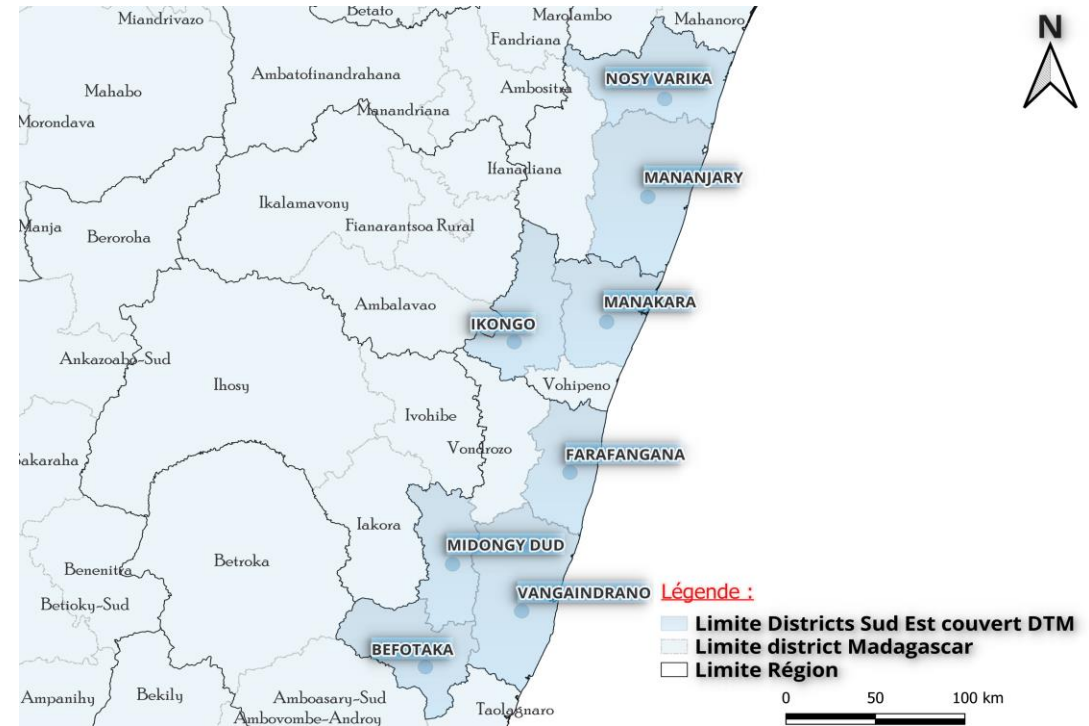 Betafo
Marolambo
Mahanoro
Miandrivazo
Fandriana
N
Ambatofinandrahana
NOSY VARIKA
Mahabo
Ambositra
Manandriana
Morondava
Ifanadiana
MANANJARY
Ikalamavony
Manja
Fianarantsoa Rural
Beroroha
Ambalavao
MANAKARA
IKONGO
Ankazoabo-Sud
Ihosy
Vohipeno
Ivohibe
Vondrozo
FARAFANGANA
Sakaraha
Iakora
MIDONGY DUD
Benenitra
Betroka
VANGAINDRANO
Légende :
Betioky-Sud
Limite Districts Sud Est couvert DTM
Limite district Madagascar
BEFOTAKA
Limite Région
Ampanihy
Bekily
Amboasary-Sud
Taolagnaro
Ambovombe-Androy
0 50 100 km